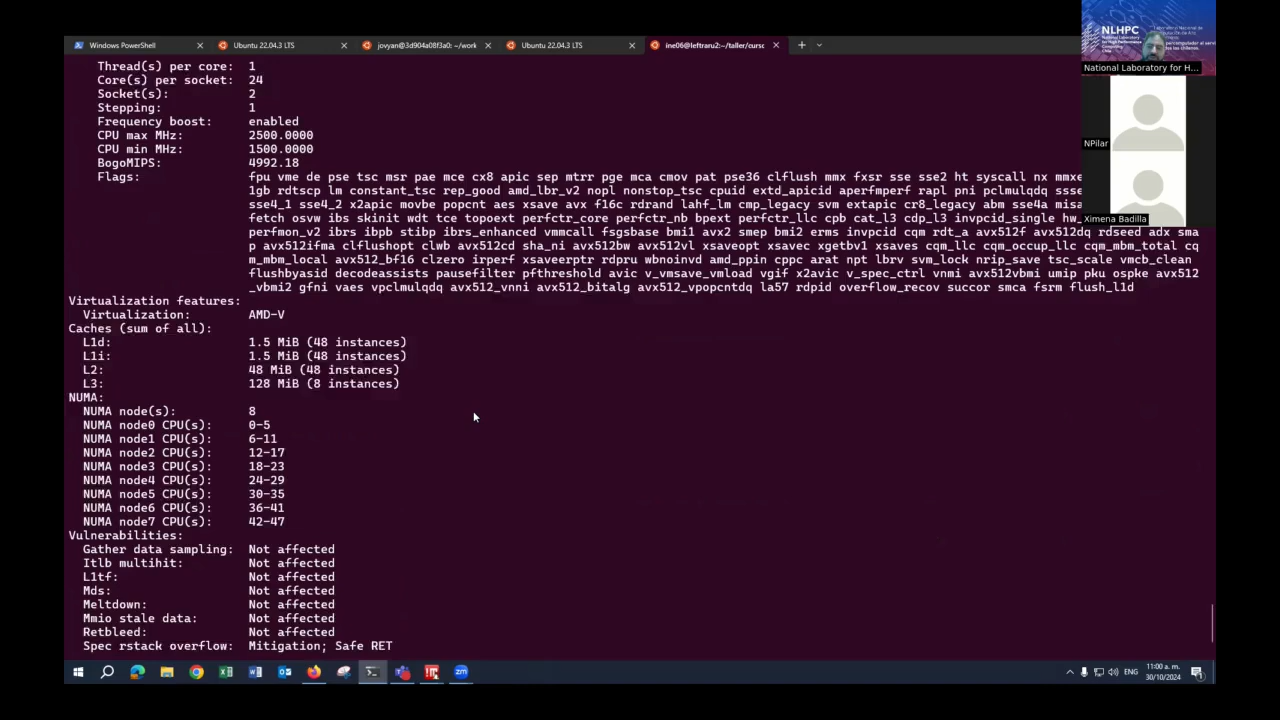 Windows PowerShell
Ubuntu 22.04.3 LTS
jovyan@3d904a08f3a0: ~/work
Ubuntu 22.04.3 LTS
ine06@leftraru2:~/taller/curso
NLHPC
National Laboratory for H...
NPilar
Ximena Badilla
Thread(s) per core: 1
Core(s) per socket: 24
Socket(s): 2
Stepping: 1
Frequency boost: enabled
CPU max MHz: 2500.0000
CPU min MHz: 1500.0000
BogoMIPS: 4992.18
Flags: fpu vme de pse tsc msr pae mce cx8 apic sep mtrr pge mca cmov pat pse36 clflush mmx fxsr sse sse2 ht syscall nx mmxe
1gb rdtscp lm constant_tsc rep_good amd_lbr_v2 nopl nonstop_tsc cpuid extd_apicid aperfmperf rapl pni pclmulqdq ssse
sse4_1 sse4_2 x2apic movbe popcnt aes xsave avx f16c rdrand lahf_lm cmp_legacy svm extapic cr8_legacy abm sse4a misa
fetch osvw ibs skinit wdt tce topoext perfctr_core perfctr_nb bpext perfctr_llc cpb cat_l3 cdp_l3 invpcid_single hw_
perfmon_v2 ibrs ibpb stibp ibrs_enhanced vmmcall fsgsbase bmi1 avx2 smep bmi2 erms invpcid rdt_a avx512f avx512dq rdseed adx sma
p avx512ifma clflushopt clwb avx512cd sha_ni avx512bw avx512vl xsaveopt xsavec xgetbv1 xsaves cqm_llc cqm_occup_llc cqm_mbm_total cq
m_mbm_local avx512_bf16 clzero irperf xsaveerptr rdpru wbnoinvd amd_ppin cppc arat npt lbrv svm_lock nrip_save tsc_scale vmcb_clean
flushbyasid decodeassists pausefilter pfthreshold avic v_vmsave_vmload vgif x2avic v_spec_ctrl vnmi avx512vbmi umip pku ospke avx512
_vbmi2 gfni vaes vpclmulqdq avx512_vnni avx512_bitalg avx512_vpopcntdq la57 rdpid overflow_recov succor smca fsrm flush_l1d
Virtualization features:
Virtualization: AMD-V
Caches (sum of all):
L1d: 1.5 MiB (48 instances)
L1i: 1.5 MiB (48 instances)
L2: 48 MiB (48 instances)
L3: 128 MiB (8 instances)
NUMA:
NUMA node(s): 8
NUMA node0 CPU(s): 0-5
NUMA node1 CPU(s): 6-11
NUMA node2 CPU(s): 12-17
NUMA node3 CPU(s): 18-23
NUMA node4 CPU(s): 24-29
NUMA node5 CPU(s): 30-35
NUMA node6 CPU(s): 36-41
NUMA node7 CPU(s): 42-47
Vulnerabilities:
Gather data sampling: Not affected
Itlb multihit: Not affected
L1tf: Not affected
Mds: Not affected
Meltdown: Not affected
Mmio stale data: Not affected
Retbleed: Not affected
Spec rstack overflow: Mitigation; Safe RET
ENG
11:00 a. m.
30/10/2024